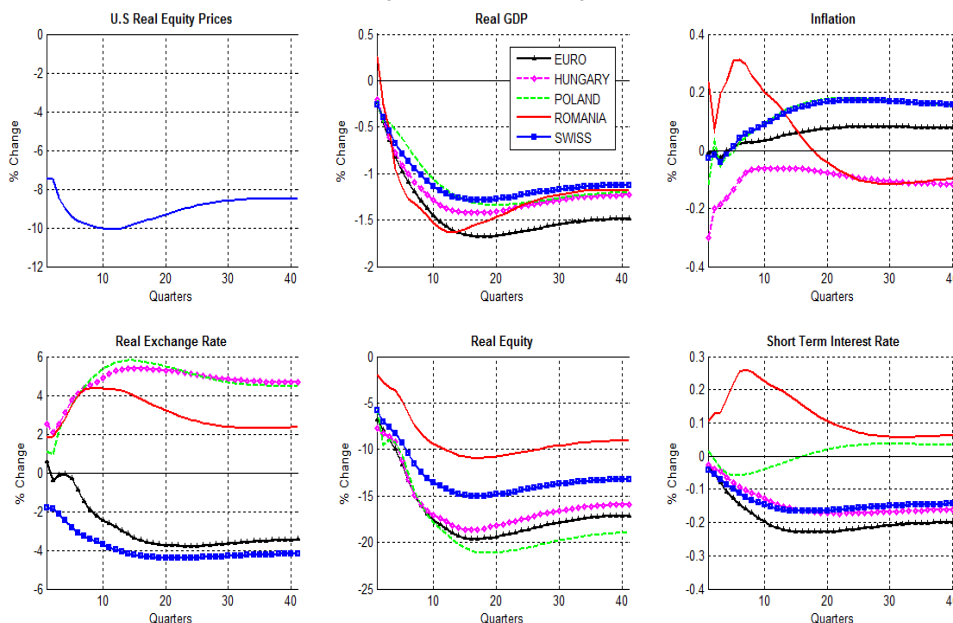 U.S Real Equity Prices
0
-2
-4
-6
-8
-10
-12
% Change
10 20 30 40
Quarters
Real GDP
0.5
0
-0.5
-1
-1.5
-2
% Change
EURO
HUNGARY
POLAND
ROMANIA
SWISS
10 20 30 40
Quarters
Inflation
0.4
0.2
0
-0.2
-0.4
% Change
10 20 30 40
Quarters
Real Exchange Rate
6
4
2
0
-2
-4
-6
% Change
10 20 30 40
Quarters
Real Equity
0
-5
-10
-15
-20
-25
% Change
10 20 30 40
Quarters
Short Term Interest Rate
0.3
0.2
0.1
0
-0.1
-0.2
-0.3
-0.4
% Change
10 20 30 40
Quarters